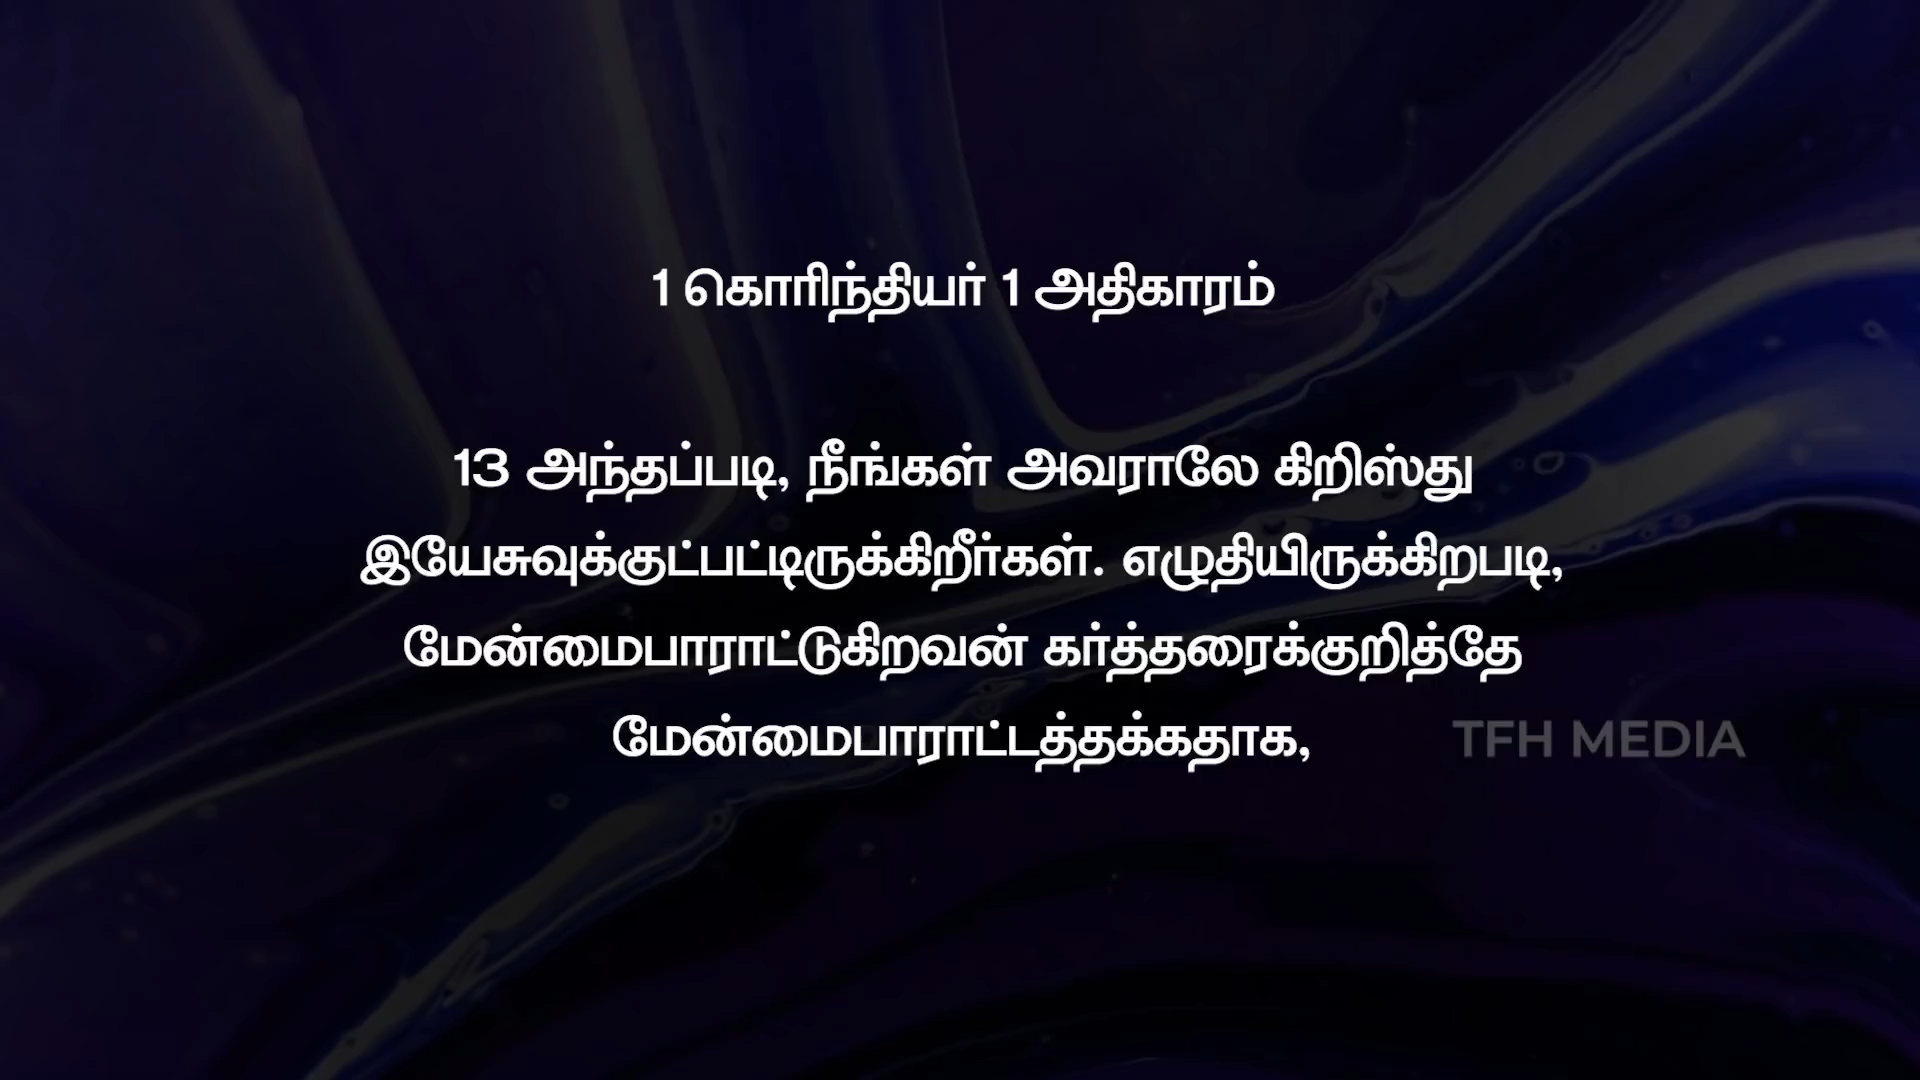 1 கொரிந்தியர் 1 அதிகாரம்
13 அந்தப்படி, நீங்கள் அவராலே கிறிஸ்து
இயேசுவுக்குட்பட்டிருக்கிறீர்கள். எழுதியிருக்கிறபடி,
மேன்மைபாராட்டுகிறவன் கர்த்தரைக்குறித்தே
மேன்மைபாராட்டத்தக்கதாக,
TFH MEDIA